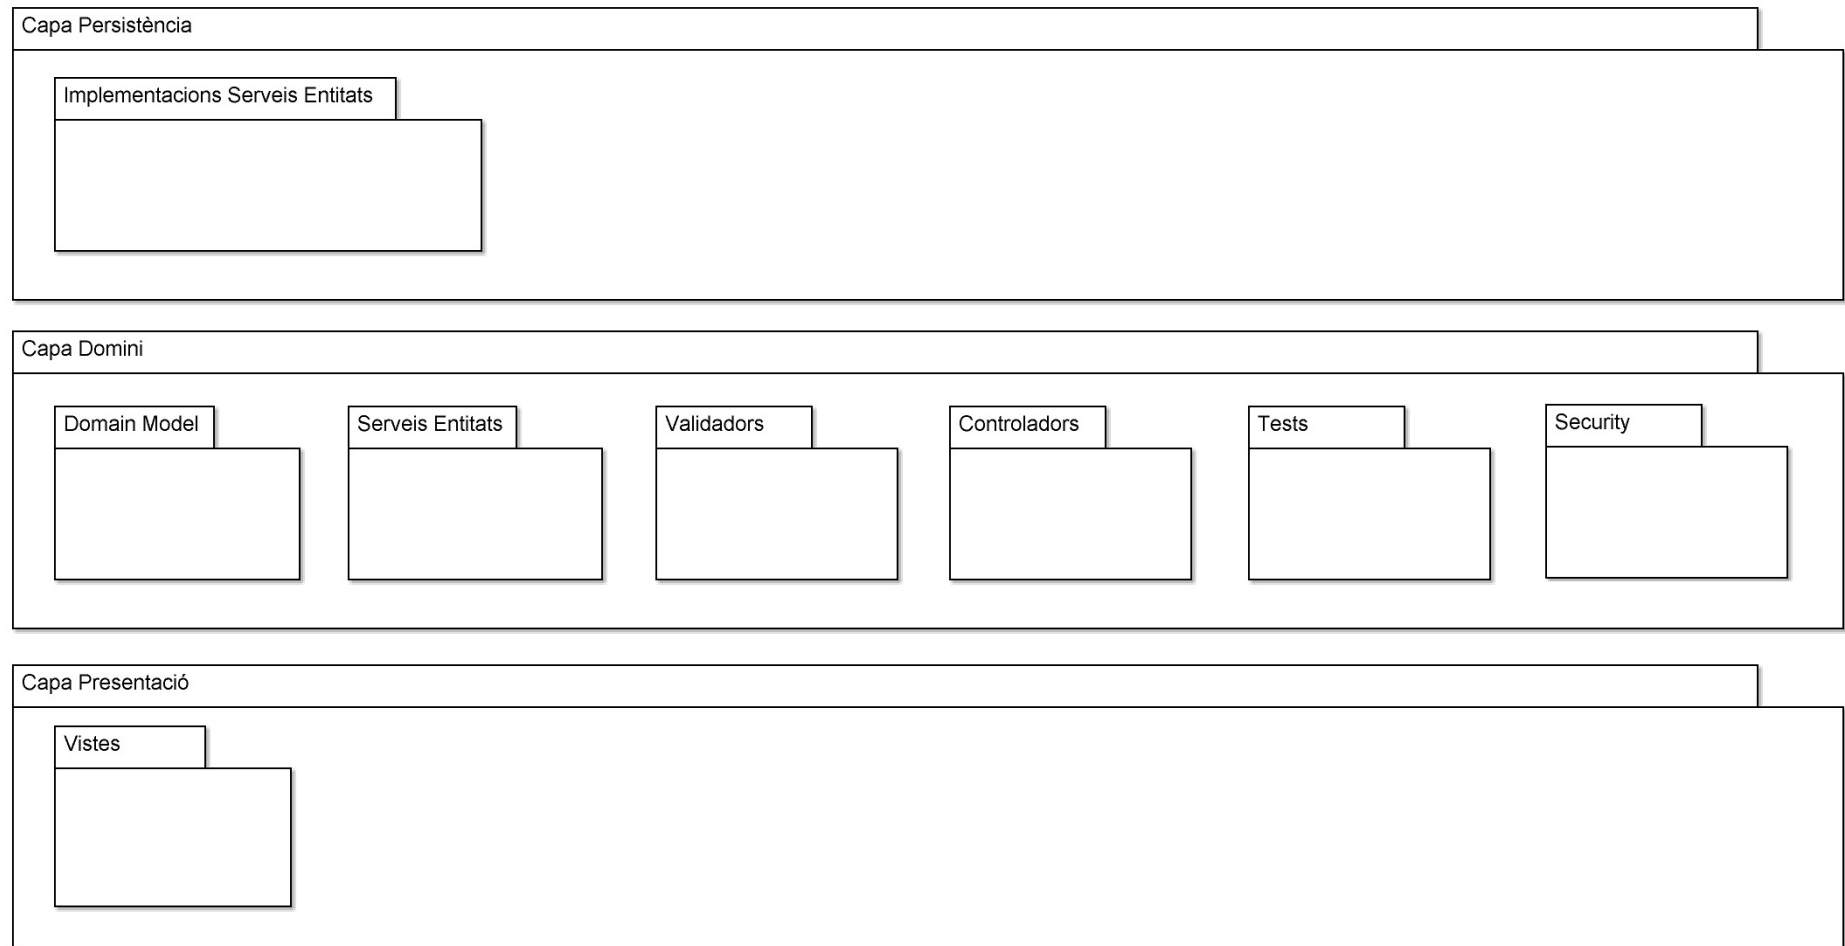 Capa Persistència
Implementacions Serveis Entitats
Capa Domini
Domain Model
Serveis Entitats
Validadors
Controladors
Tests
Security
Capa Presentació
Vistes